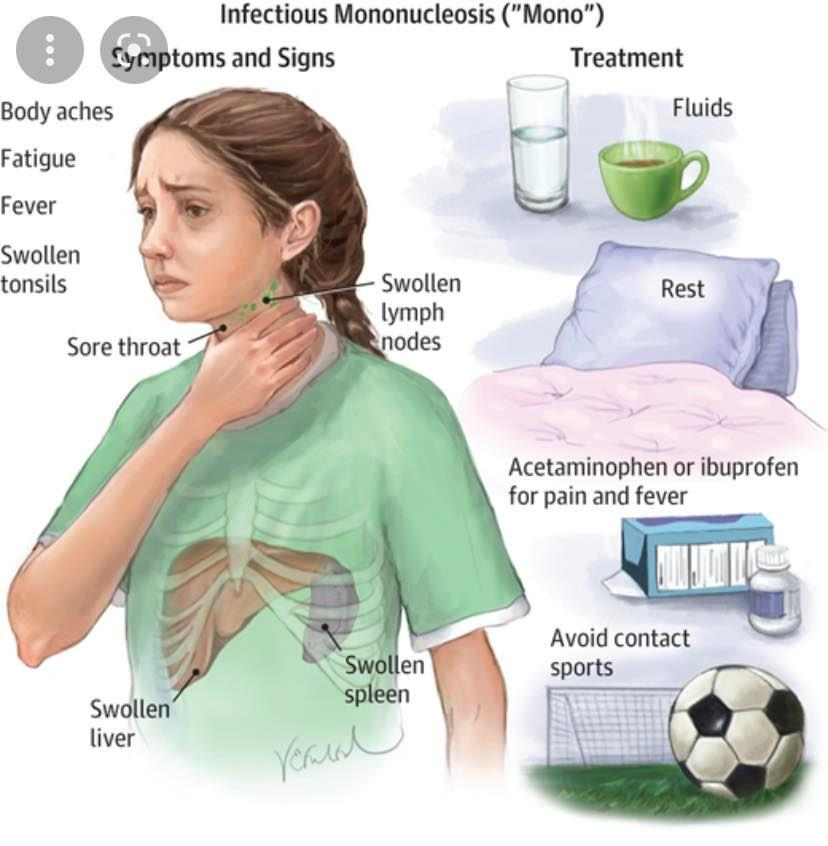 Infectious Mononucleosis ("Mono")
Symptoms and Signs
Body aches
Fatigue
Fever
Swollen
tonsils
Sore throat
Swollen
lymph
nodes
Swollen
liver
Swollen
spleen
Treatment
Fluids
Rest
Acetaminophen or ibuprofen
for pain and fever
Avoid contact
sports